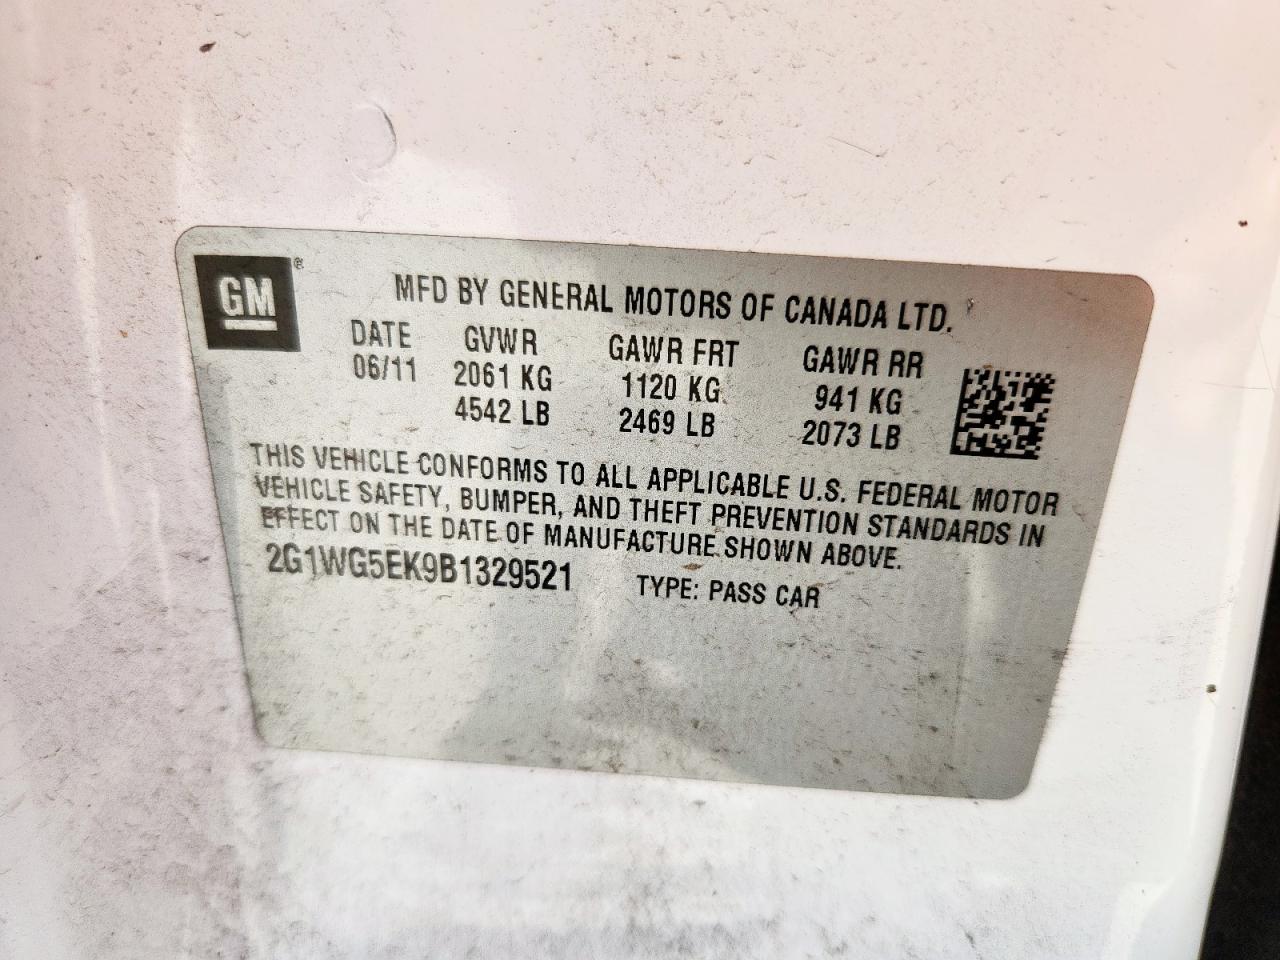 GM®
MFD BY GENERAL MOTORS OF CANADA LTD.
DATE GVWR GAWR FRT GAWR RR
06/11 2061 KG 1120 KG 941 KG
4542 LB 2469 LB 2073 LB
THIS VEHICLE CONFORMS TO ALL APPLICABLE U.S. FEDERAL MOTOR
VEHICLE SAFETY, BUMPER, AND THEFT PREVENTION STANDARDS IN
EFFECT ON THE DATE OF MANUFACTURE SHOWN ABOVE.
2G1WG5EK9B1329521 TYPE: PASS CAR